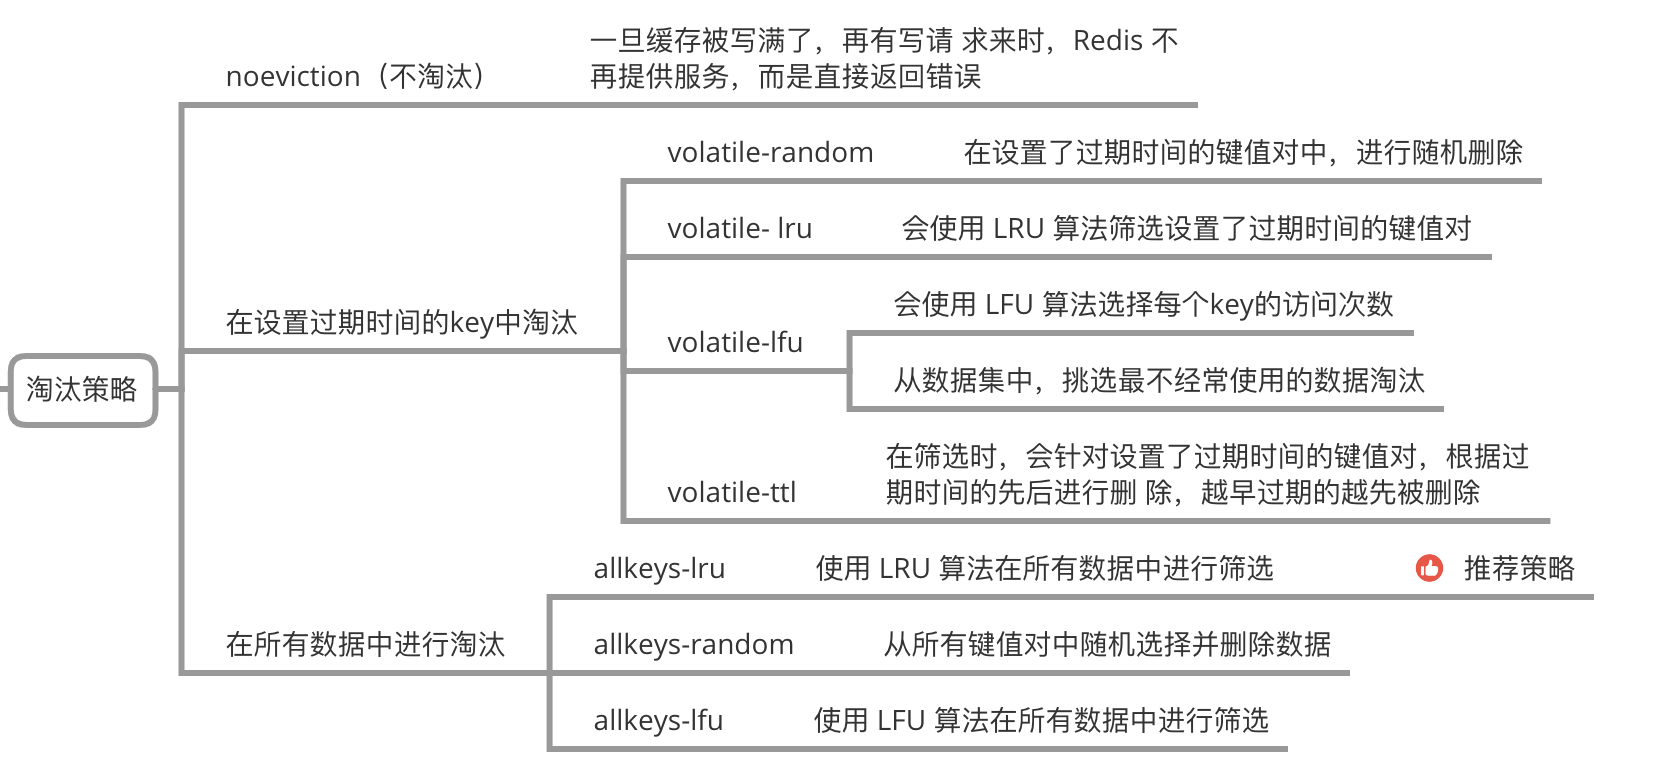 淘汰策略
noeviction（不淘汰）
一旦缓存被写满了，再有写请 求来时，Redis 不
再提供服务，而是直接返回错误
在设置过期时间的key中淘汰
volatile-random
在设置了过期时间的键值对中，进行随机删除
volatile- lru
会使用 LRU 算法筛选设置了过期时间的键值对
volatile-lfu
会使用 LFU 算法选择每个key的访问次数
从数据集中，挑选最不经常使用的数据淘汰
volatile-ttl
在筛选时，会针对设置了过期时间的键值对，根据过
期时间的先后进行删 除，越早过期的越先被删除
在所有数据中进行淘汰
allkeys-lru
使用 LRU 算法在所有数据中进行筛选
推荐策略
allkeys-random
从所有键值对中随机选择并删除数据
allkeys-lfu
使用 LFU 算法在所有数据中进行筛选